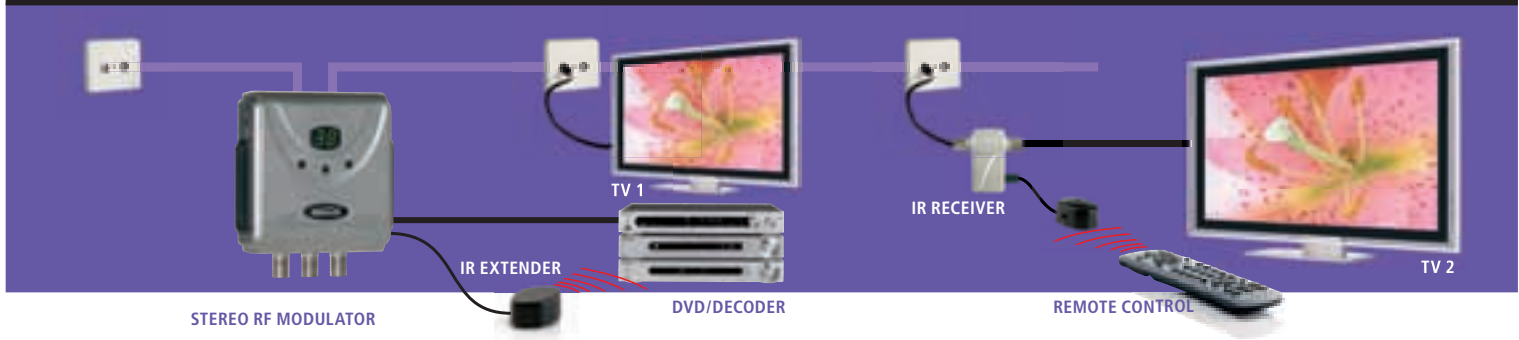 TV 1
IR RECEIVER
IR EXTENDER
TV 2
STEREO RF MODULATOR
DVD/DECODER
REMOTE CONTROL